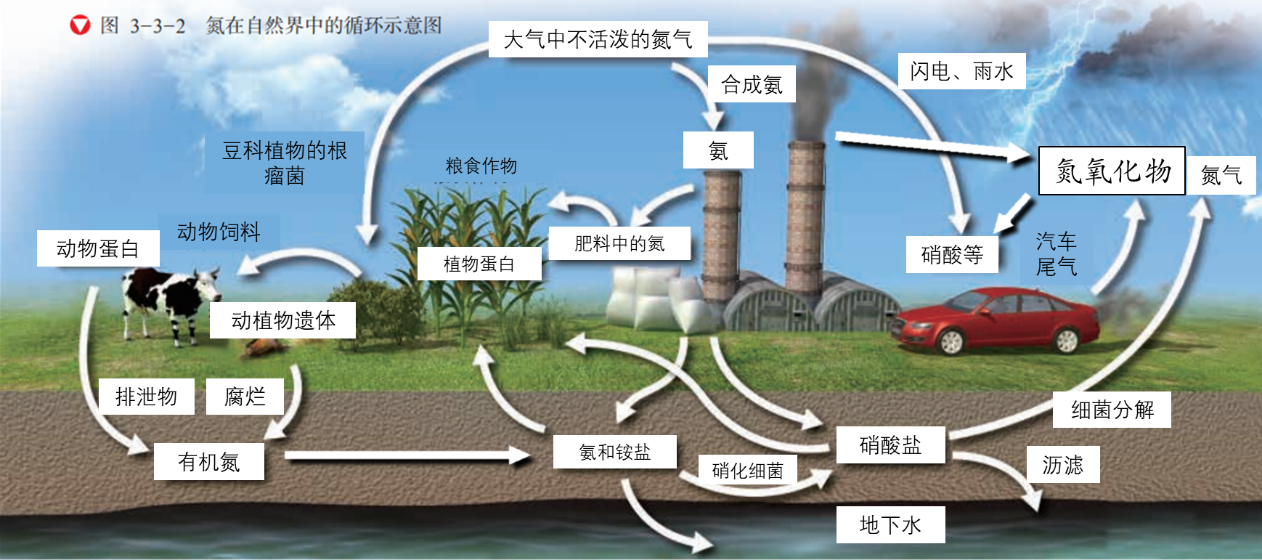 图 3-3-2 氮在自然界中的循环示意图
大气中不活泼的氮气
闪电、雨水
合成氨
豆科植物的根
瘤菌
氨
粮食作物
氮氧化物
氮气
动物蛋白
动物饲料
植物蛋白
肥料中的氮
硝酸等
汽车
尾气
动植物遗体
排泄物
腐烂
细菌分解
有机氮
氨和铵盐
硝化细菌
硝酸盐
沥滤
地下水